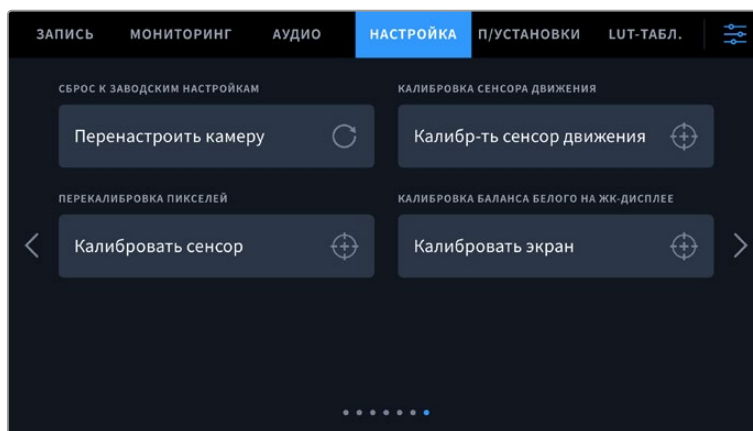 ЗАПИСЬ МОНИТОРИНГ АУДИО НАСТРОЙКА П/УСТАНОВКИ LUT-ТАБЛ.
СБРОС К ЗАВОДСКИМ НАСТРОЙКАМ
Перенастроить камеру
КАЛИБРОВКА СЕНСОРА ДВИЖЕНИЯ
Калибр-ть сенсор движения
ПЕРЕКАЛИБРОВКА ПИКСЕЛЕЙ
Калибровать сенсор
КАЛИБРОВКА БАЛАНСА БЕЛОГО НА ЖК-ДИСПЛЕЕ
Калибровать экран